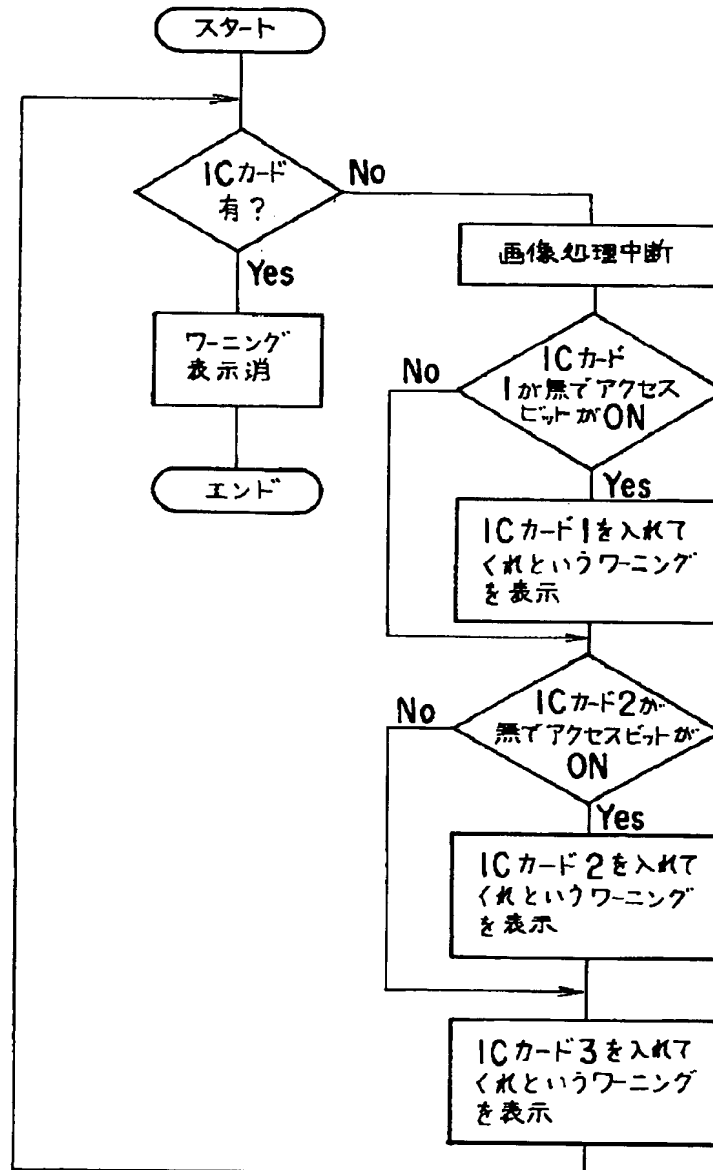 スタート
ICカード
有?
No
Yes
ワーニング
表示消
エンド
画像処理中断
ICカード
1が無でアクセス
ビットがON
No
Yes
ICカード1を入れて
くれというワーニング
を表示
ICカード2が
無でアクセスビットが
ON
No
Yes
ICカード2を入れて
くれというワーニング
を表示
ICカード3を入れて
くれというワーニング
を表示